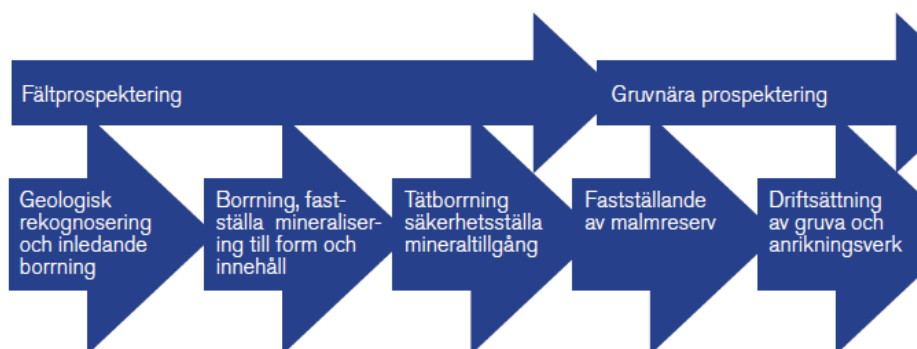 Fältprospektering
Gruvnära prospektering
Geologisk
rekognosering
och inledande
borrning
Borrning, fast-
ställa mineraliser-
ing till form och
innehåll
Tätborrning
säkerhetsställa
mineraltillgång
Fastställande
av malmreserv
Driftsättning
av gruva och
anrikningsverk